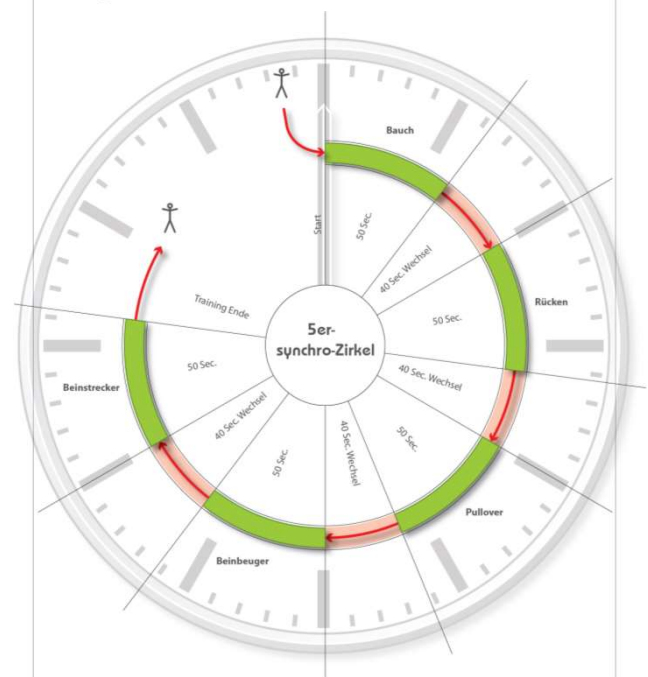 Start
Bauch
50 Sec.
40 Sec. Wechsel
Rücken
50 Sec.
40 Sec. Wechsel
Pullover
50 Sec.
40 Sec. Wechsel
Beinbeuger
50 Sec.
40 Sec. Wechsel
Beinstrecker
50 Sec.
Training Ende
5er-
synchro-Zirkel